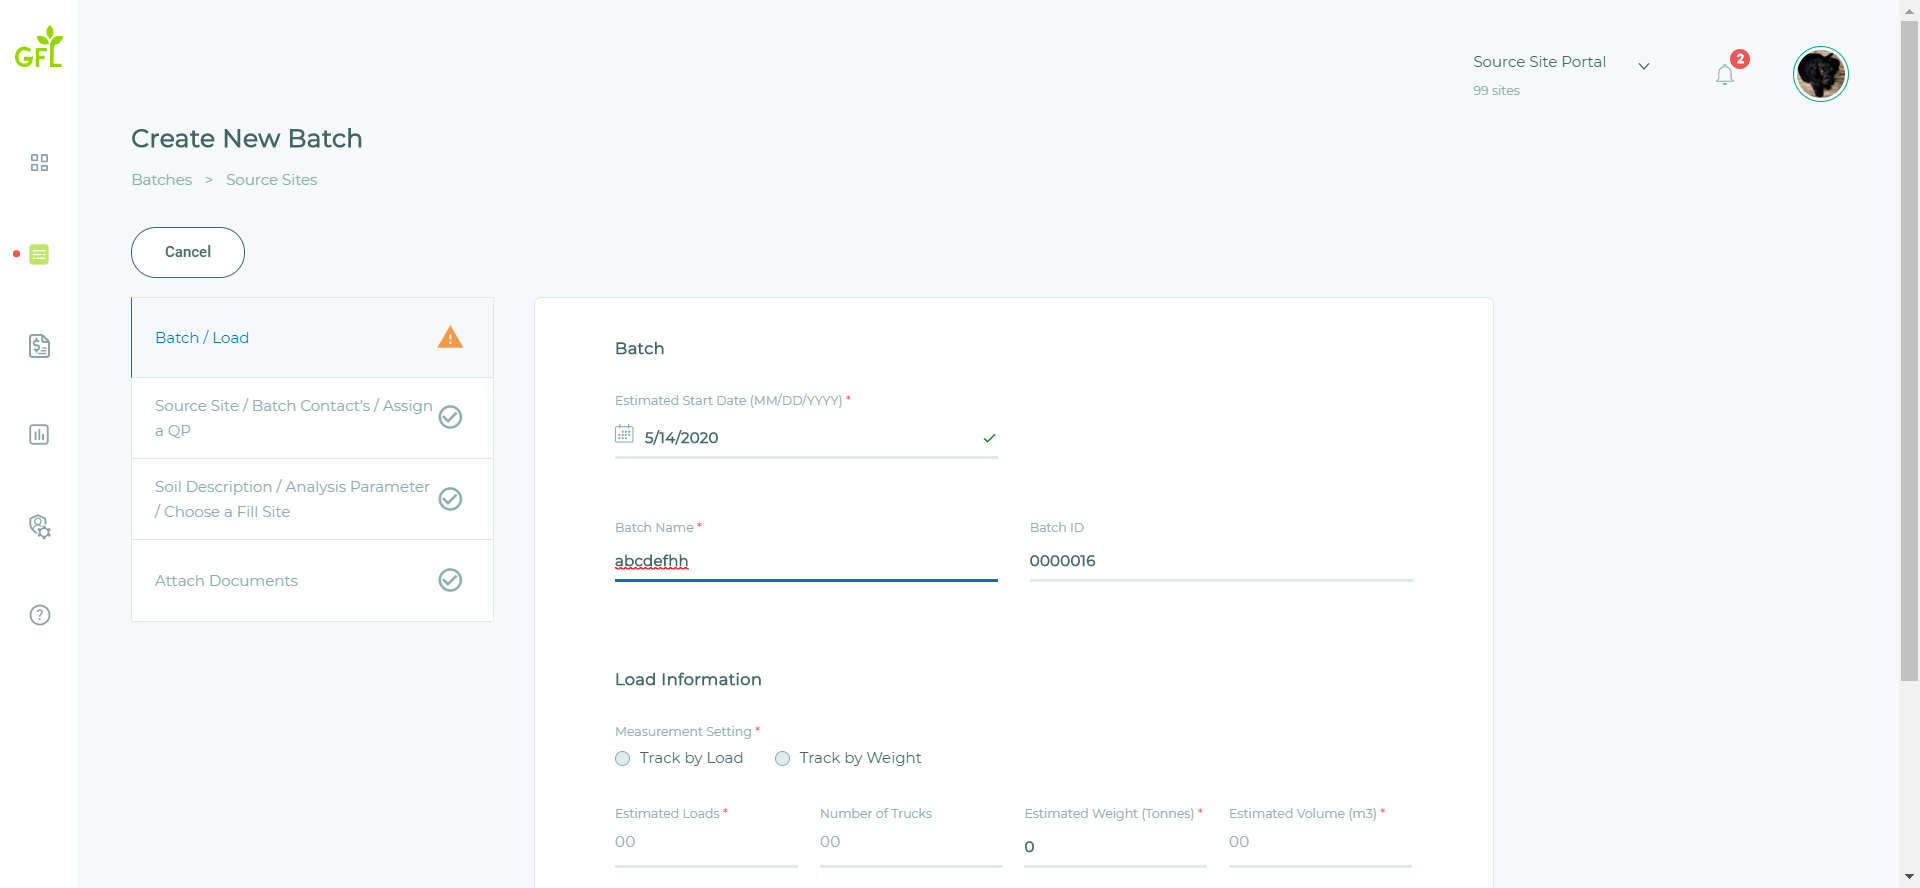 GFL
Source Site Portal
99 sites
2
Create New Batch
Batches > Source Sites
Cancel
Batch / Load
Source Site / Batch Contact's / Assign
a QP
Soil Description / Analysis Parameter
/ Choose a Fill Site
Attach Documents
Batch
Estimated Start Date (MM/DD/YYYY) *
5/14/2020
Batch Name * Batch ID
abcdefhh 0000016
Load Information
Measurement Setting *
Track by Load Track by Weight
Estimated Loads * Number of Trucks Estimated Weight (Tonnes) * Estimated Volume (m3) *
00 00 0 00